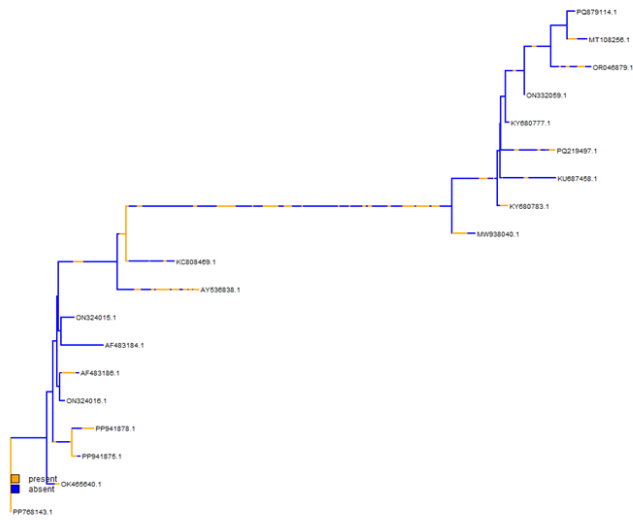 PQ879114.1
MT108256.1
OR046879.1
ON332059.1
KY680777.1
PQ219497.1
KU687458.1
KY680783.1
MW938040.1
KC808469.1
AY536838.1
ON324015.1
AF483184.1
AF483186.1
ON324016.1
PP941878.1
PP941875.1
present
OK465640.1
absent
PP768143.1